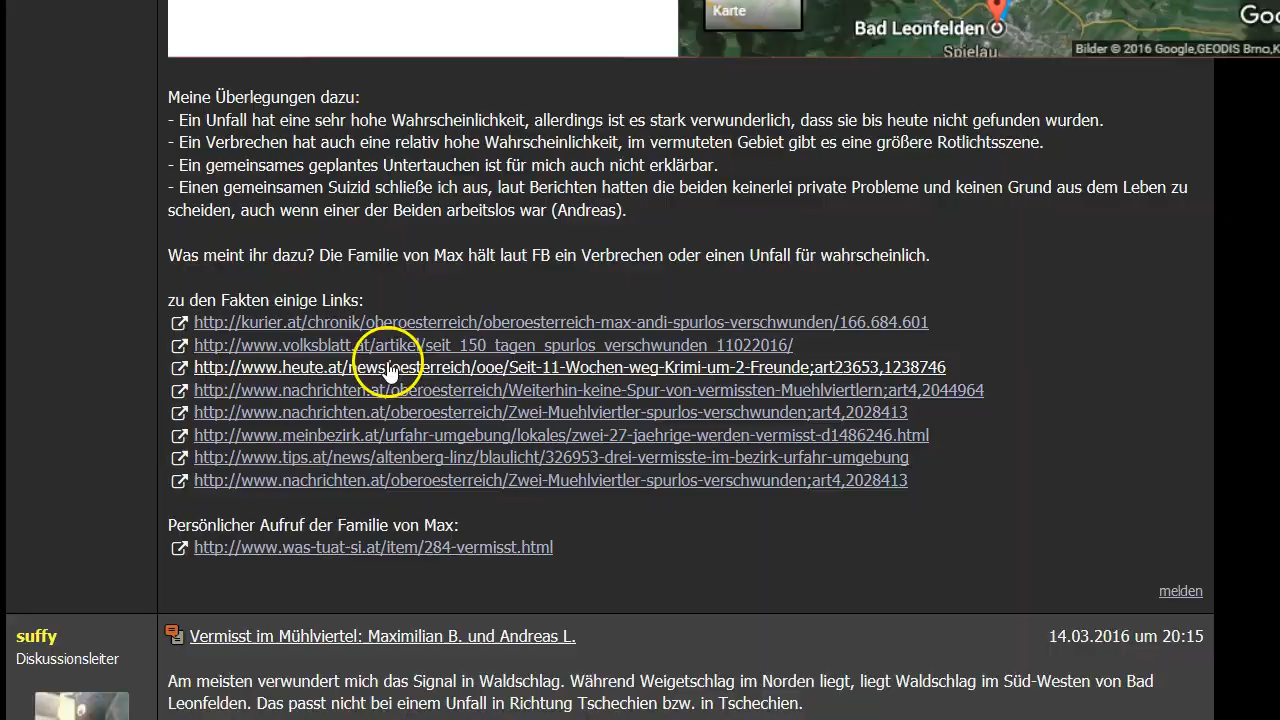 Karte
Bad Leonfelden
Spielau
Bilder © 2016 Google,GEODIS Brno,
Meine Überlegungen dazu:
- Ein Unfall hat eine sehr hohe Wahrscheinlichkeit, allerdings ist es stark verwunderlich, dass sie bis heute nicht gefunden wurden.
- Ein Verbrechen hat auch eine relativ hohe Wahrscheinlichkeit, im vermuteten Gebiet gibt es eine größere Rotlichtsszene.
- Ein gemeinsames geplantes Untertauchen ist für mich auch nicht erklärbar.
- Einen gemeinsamen Suizid schließe ich aus, laut Berichten hatten die beiden keinerlei private Probleme und keinen Grund aus dem Leben zu
scheiden, auch wenn einer der Beiden arbeitslos war (Andreas).
Was meint ihr dazu? Die Familie von Max hält laut FB ein Verbrechen oder einen Unfall für wahrscheinlich.
zu den Fakten einige Links:
http://kurier.at/chronik/oberoesterreich/oberoesterreich-max-andi-spurlos-verschwunden/166.684.601
http://www.volksblatt.at/artikel/seit_150_tagen_spurlos_verschwunden_11022016/
http://www.heute.at/news/oesterreich/ooe/Seit-11-Wochen-weg-Krimi-um-2-Freunde;art23653,1238746
http://www.nachrichten.at/oberoesterreich/Weiterhin-keine-Spur-von-vermissten-Muehlviertlern;art4,2044964
http://www.nachrichten.at/oberoesterreich/Zwei-Muehlviertler-spurlos-verschwunden;art4,2028413
http://www.meinbezirk.at/urfahr-umgebung/lokales/zwei-27-jaehrige-werden-vermisst-d1486246.html
http://www.tips.at/news/altenberg-linz/blaulicht/326953-drei-vermisste-im-bezirk-urfahr-umgebung
http://www.nachrichten.at/oberoesterreich/Zwei-Muehlviertler-spurlos-verschwunden;art4,2028413
Persönlicher Aufruf der Familie von Max:
http://www.was-tuat-si.at/item/284-vermisst.html
melden
suffy
Diskussionsleiter
Vermisst im Mühlviertel: Maximilian B. und Andreas L.
14.03.2016 um 20:15
Am meisten verwundert mich das Signal in Waldschlag. Während Weigetschlag im Norden liegt, liegt Waldschlag im Süd-Westen von Bad
Leonfelden. Das passt nicht bei einem Unfall in Richtung Tschechien bzw. in Tschechien.